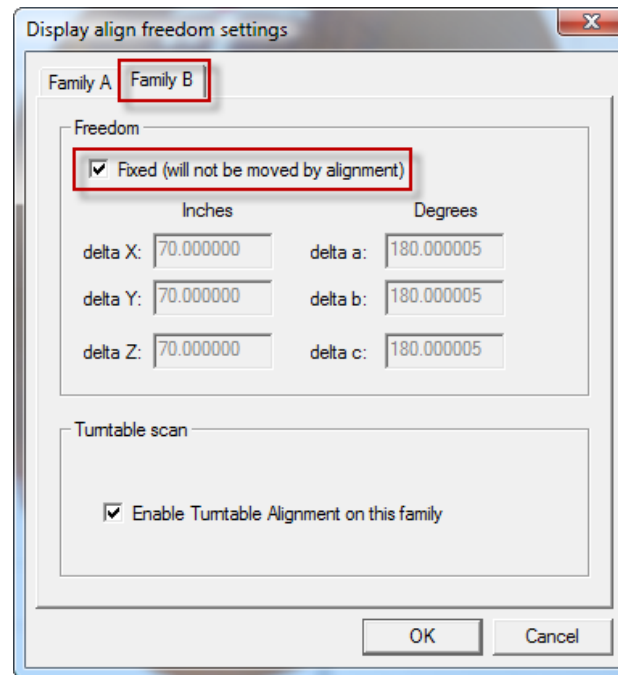 Display align freedom settings
Family A Family B
Freedom
Fixed (will not be moved by alignment)
Inches Degrees
delta X: 70.000000 delta a: 180.000005
delta Y: 70.000000 delta b: 180.000005
delta Z: 70.000000 delta c: 180.000005
Turntable scan
Enable Turntable Alignment on this family
OK Cancel